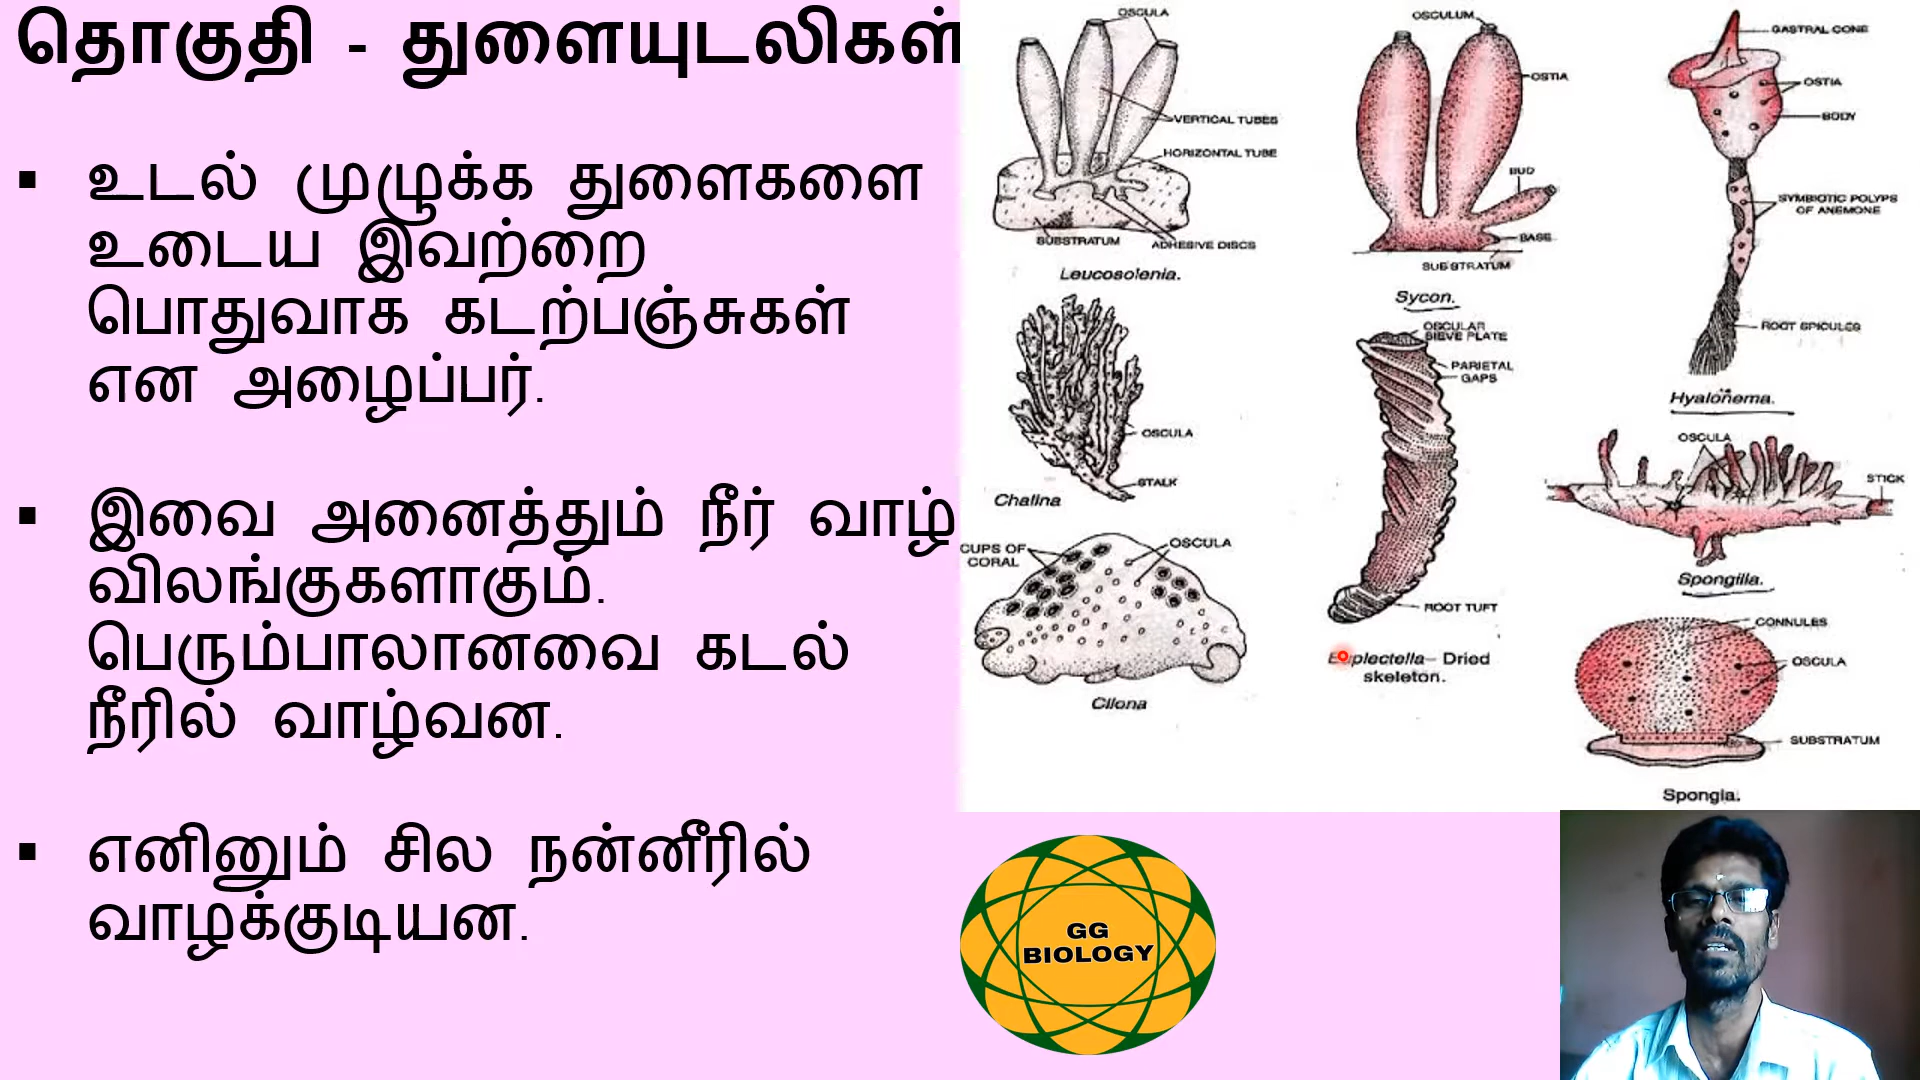 தொகுதி - துளையுடலிகள்
▪ உடல் முழுக்க துளைகளை
உடைய இவற்றை
பொதுவாக கடற்பஞ்சுகள்
என அழைப்பர்.
▪ இவை அனைத்தும் நீர் வாழ்
விலங்குகளாகும்.
பெரும்பாலானவை கடல்
நீரில் வாழ்வன.
▪ எனினும் சில நன்னீரில்
வாழக்குடியன.
OSCULA
VERTICAL TUBES
HORIZONTAL TUBE
SUBSTRATUM
ADHESIVE DISCS
Leucosolenia.
OSCULUM
OSTIA
BUD
BASE
SUBSTRATUM
Sycon.
GASTRAL CONE
OSTIA
BODY
SYMBIOTIC POLYPS
OF ANEMONE
ROOT SPICULES
Hyalonema.
OSCULA
STALK
Chalina
OSCULAR
SIEVE PLATE
PARIETAL
GAPS
ROOT TUFT
Euplectella– Dried
skeleton.
OSCULA
STICK
Spongilla.
CUPS OF
CORAL
OSCULA
Cliona
CONNULES
OSCULA
SUBSTRATUM
Spongia.
GG
BIOLOGY